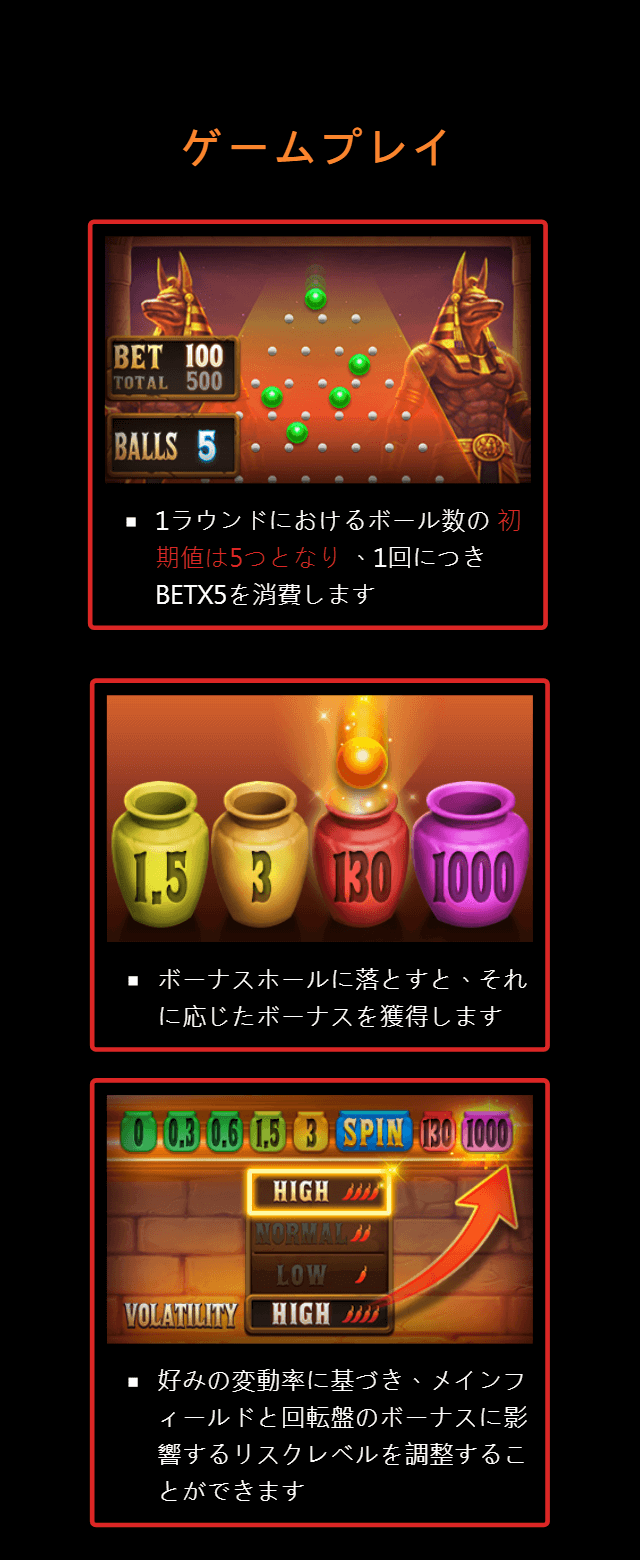 ゲームプレイ
BET 100
TOTAL 500
BALLS 5
▪ 1ラウンドにおけるボール数の 初
期値は5つとなり 、1回につき
BETX5を消費します
1.5 3 130 1000
▪ ボーナスホールに落とすと、それ
に応じたボーナスを獲得します
0 0.3 0.6 1.5 3 SPIN 130 1000
HIGH
NORMAL
LOW
VOLATILITY HIGH
▪ 好みの変動率に基づき、メインフ
ィールドと回転盤のボーナスに影
響するリスクレベルを調整するこ
とができます